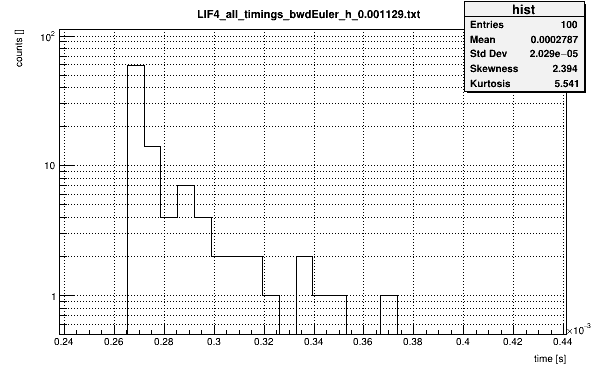 LIF4_all_timings_bwdEuler_h_0.001129.txt
hist
Entries 100
Mean 0.0002787
Std Dev 2.029e−05
Skewness 2.394
Kurtosis 5.541
counts []
10²
10
1
0.24 0.26 0.28 0.3 0.32 0.34 0.36 0.38 0.4 0.42 0.44
×10⁻³
time [s]